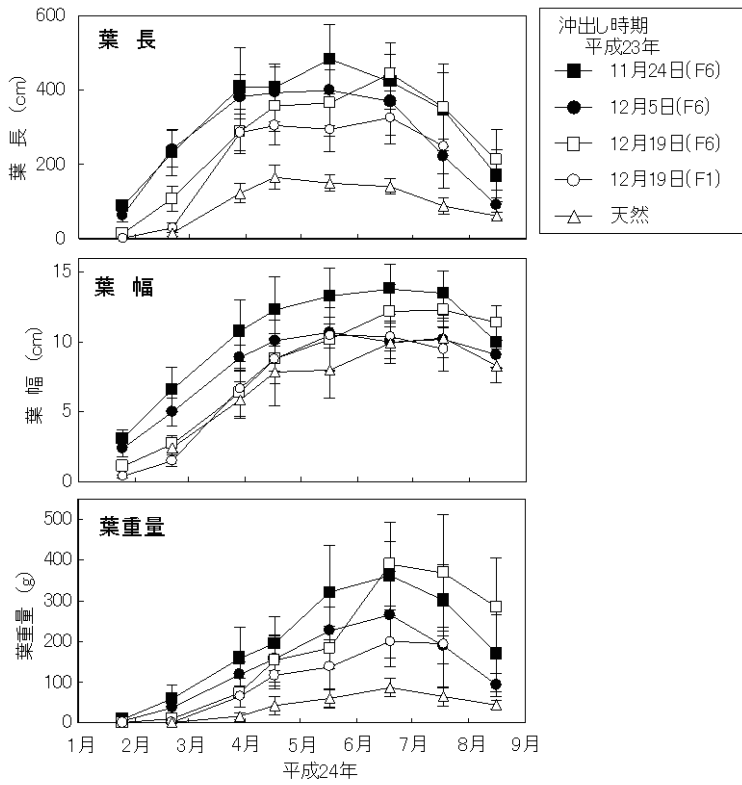 葉 長
600
400
200
0
葉 長 (cm)
沖出し時期
平成23年
11月24日(F6)
12月5日(F6)
12月19日(F6)
12月19日(F1)
天然
葉 幅
15
10
5
0
葉 幅 (cm)
葉重量
500
400
300
200
100
0
葉重量 (g)
1月 2月 3月 4月 5月 6月 7月 8月 9月
平成24年